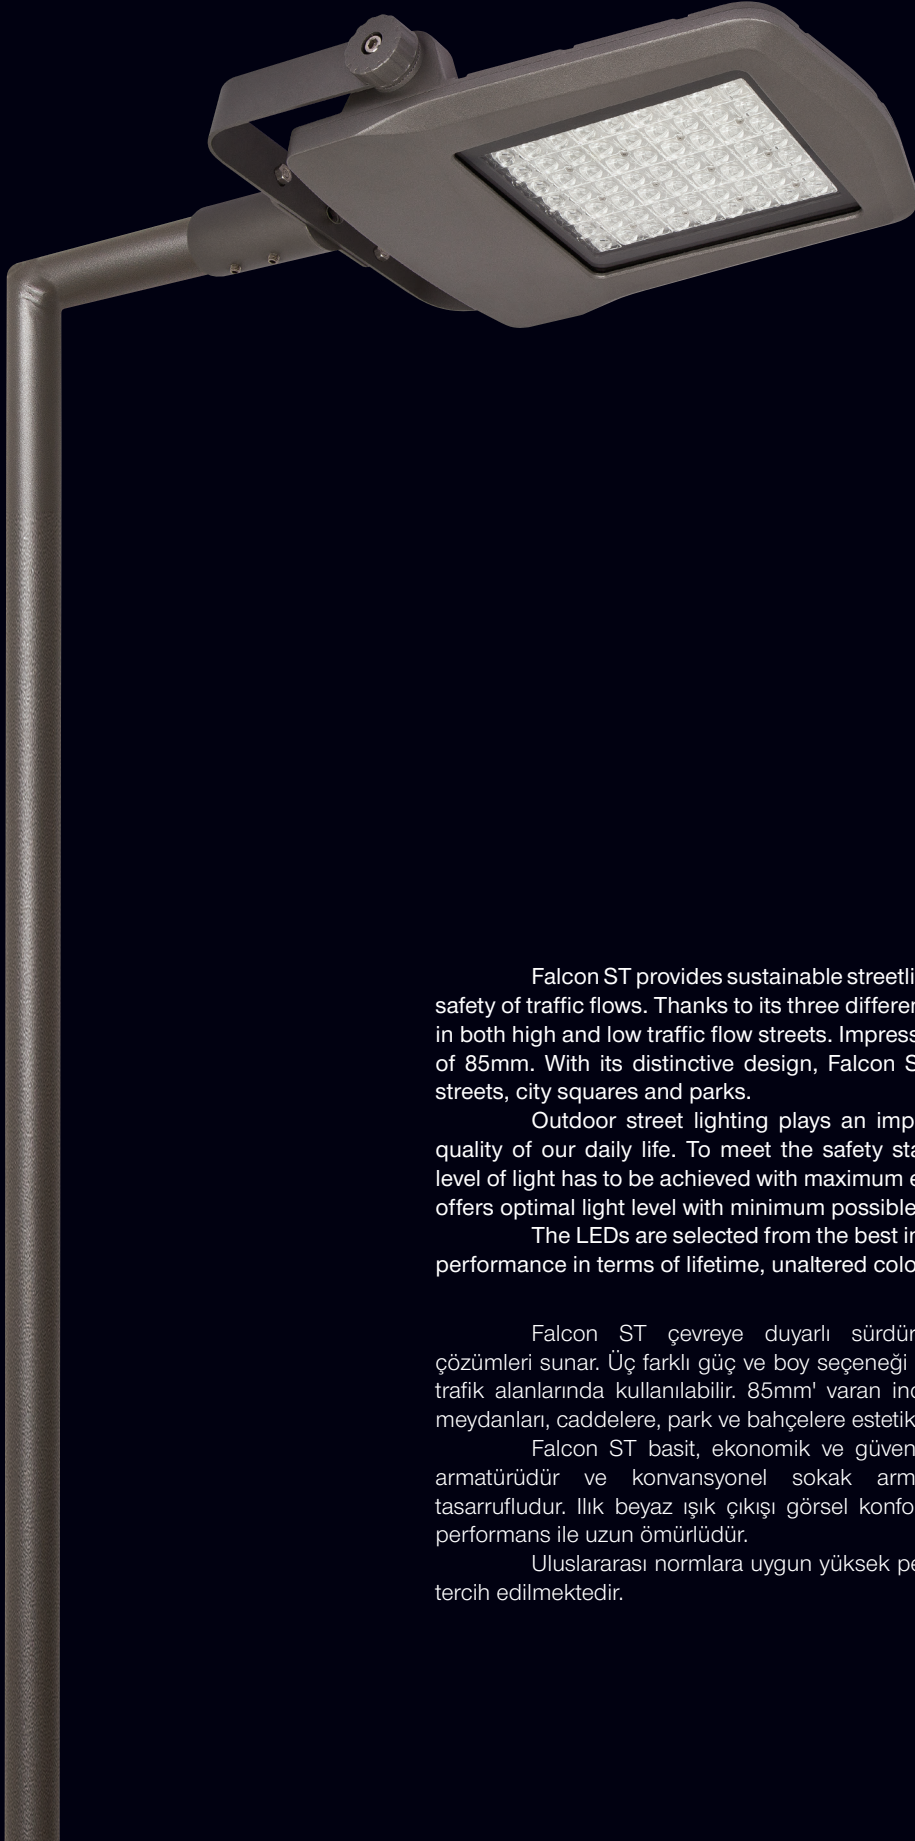 Falcon ST provides sustainable streetli
safety of traffic flows. Thanks to its three differen
in both high and low traffic flow streets. Impress
of 85mm. With its distinctive design, Falcon S
streets, city squares and parks.
Outdoor street lighting plays an imp
quality of our daily life. To meet the safety sta
level of light has to be achieved with maximum e
offers optimal light level with minimum possible
The LEDs are selected from the best in
performance in terms of lifetime, unaltered colo
Falcon ST çevreye duyarlı sürdür
çözümleri sunar. Üç farklı güç ve boy seçeneği
trafik alanlarında kullanılabilir. 85mm' varan inc
meydanları, caddelere, park ve bahçelere estetik
Falcon ST basit, ekonomik ve güven
armatürüdür ve konvansyonel sokak arm
tasarrufludur. Ilık beyaz ışık çıkışı görsel konfo
performans ile uzun ömürlüdür.
Uluslararası normlara uygun yüksek pe
tercih edilmektedir.